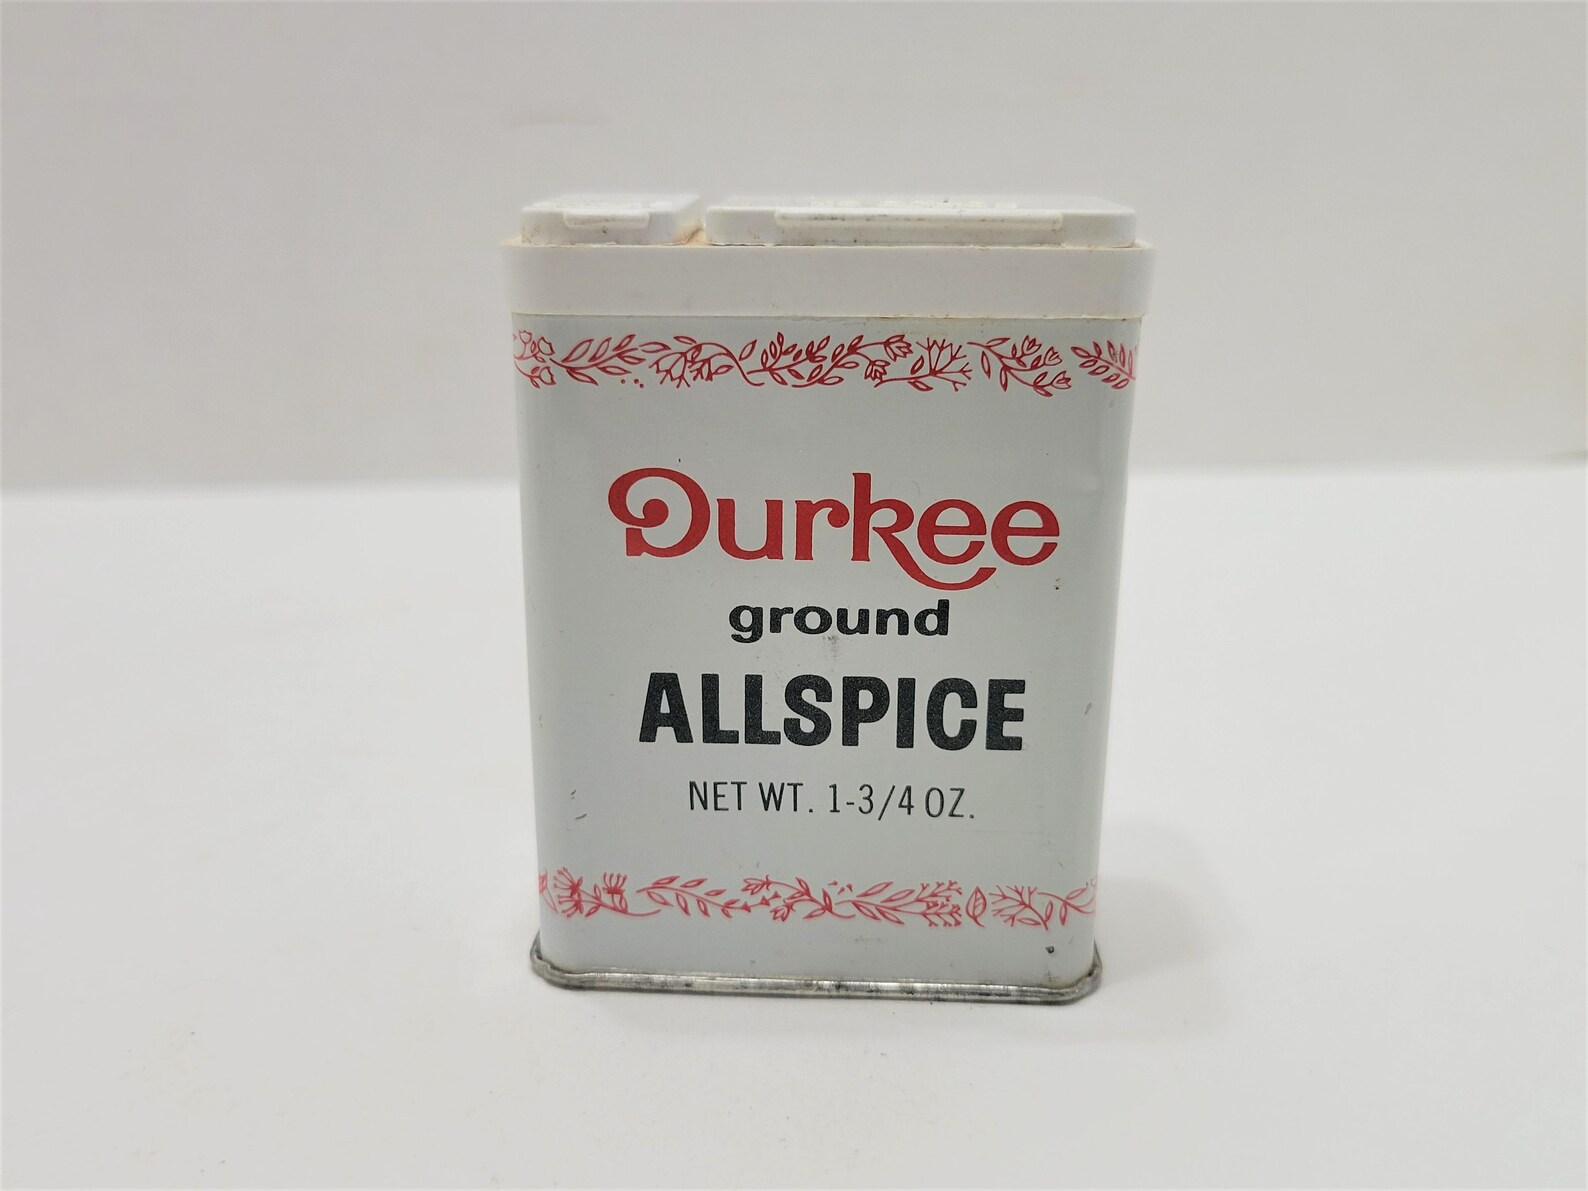 Durkee
ground
ALLSPICE
NET WT. 1-3/4 OZ.